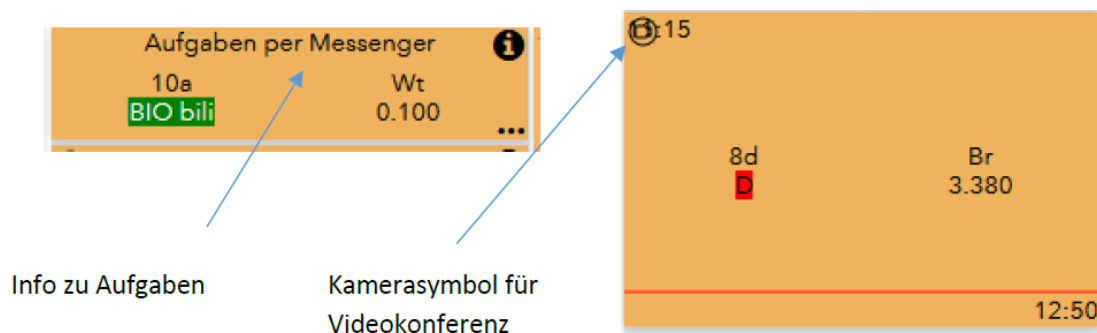 Aufgaben per Messenger
10a Wt
BIO bili 0.100
:15
8d Br
D 3.380
12:50
Info zu Aufgaben
Kamerasymbol für
Videokonferenz